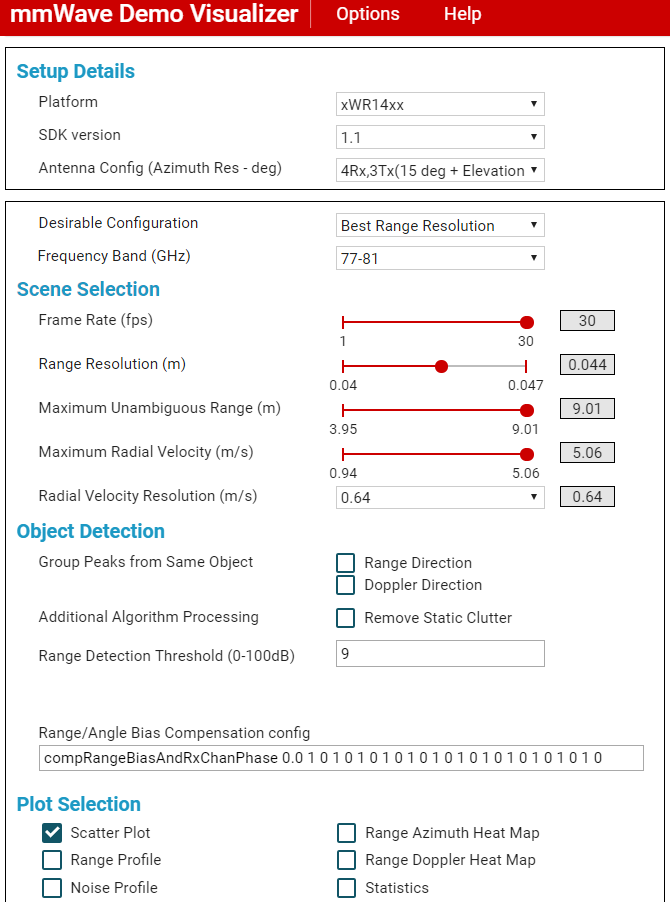 mmWave Demo Visualizer Options Help
Setup Details
Platform xWR14xx
SDK version 1.1
Antenna Config (Azimuth Res - deg) 4Rx,3Tx(15 deg + Elevation
Desirable Configuration Best Range Resolution
Frequency Band (GHz) 77-81
Scene Selection
Frame Rate (fps) 30
1 30
Range Resolution (m) 0.044
0.04 0.047
Maximum Unambiguous Range (m) 9.01
3.95 9.01
Maximum Radial Velocity (m/s) 5.06
0.94 5.06
Radial Velocity Resolution (m/s) 0.64 0.64
Object Detection
Group Peaks from Same Object Range Direction
Doppler Direction
Additional Algorithm Processing Remove Static Clutter
Range Detection Threshold (0-100dB) 9
Range/Angle Bias Compensation config
compRangeBiasAndRxChanPhase 0.0 1 0 1 0 1 0 1 0 1 0 1 0 1 0 1 0 1 0 1 0 1 0 1 0
Plot Selection
Scatter Plot Range Azimuth Heat Map
Range Profile Range Doppler Heat Map
Noise Profile Statistics